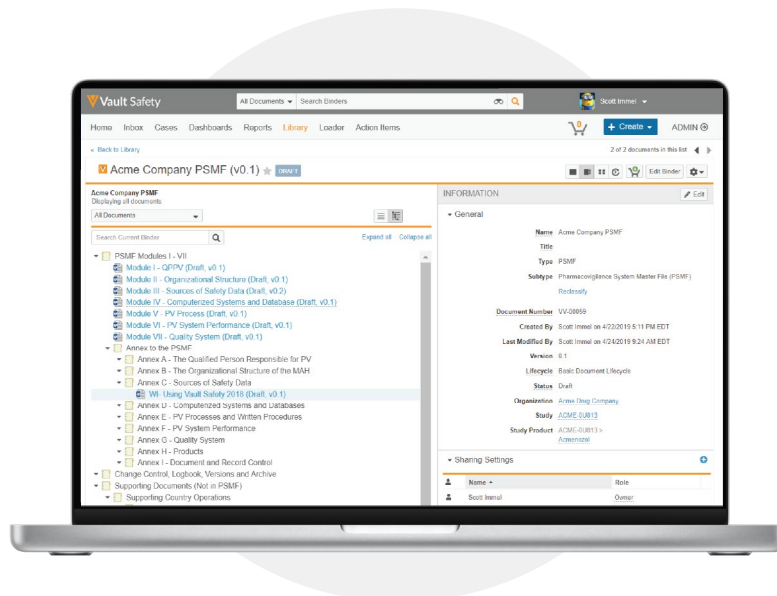 Vault Safety
All Documents
Search Binders
Scott Immel
Home Inbox Cases Dashboards Reports Library Loader Action Items
0
+ Create
ADMIN
« Back to Library
2 of 2 documents in this list
Acme Company PSMF (v0.1)
DRAFT
Edit Binder
Acme Company PSMF
Displaying all documents
All Documents
Search Current Binder
Expand all Collapse all
PSMF Modules I - VII
Module I - QPPV (Draft, v0.1)
Module II - Organizational Structure (Draft, v0.1)
Module III - Sources of Safety Data (Draft, v0.2)
Module IV - Computerized Systems and Database (Draft, v0.1)
Module V - PV Process (Draft, v0.1)
Module VI - PV System Performance (Draft, v0.1)
Module VII - Quality System (Draft, v0.1)
Annex to the PSMF
Annex A - The Qualified Person Responsible for PV
Annex B - The Organizational Structure of the MAH
Annex C - Sources of Safety Data
WI- Using Vault Safety 2018 (Draft, v0.1)
Annex D - Computerized Systems and Databases
Annex E - PV Processes and Written Procedures
Annex F - PV System Performance
Annex G - Quality System
Annex H - Products
Annex I - Document and Record Control
Change Control, Logbook, Versions and Archive
Supporting Documents (Not in PSMF)
Supporting Country Operations
INFORMATION
Edit
General
Name Acme Company PSMF
Title
Type PSMF
Subtype Pharmacovigilance System Master File (PSMF)
Reclassify
Document Number VV-08059
Created By Scott Immel on 4/22/2019 5:11 PM EDT
Last Modified By Scott Immel on 4/24/2019 9:24 AM EDT
Version 0.1
Lifecycle Basic Document Lifecycle
Status Draft
Organization Acme Drug Company
Study ACME-0U813
Study Product ACME-0U813 >
Acmenozol
Sharing Settings
Name
Role
Scott Immel
Owner